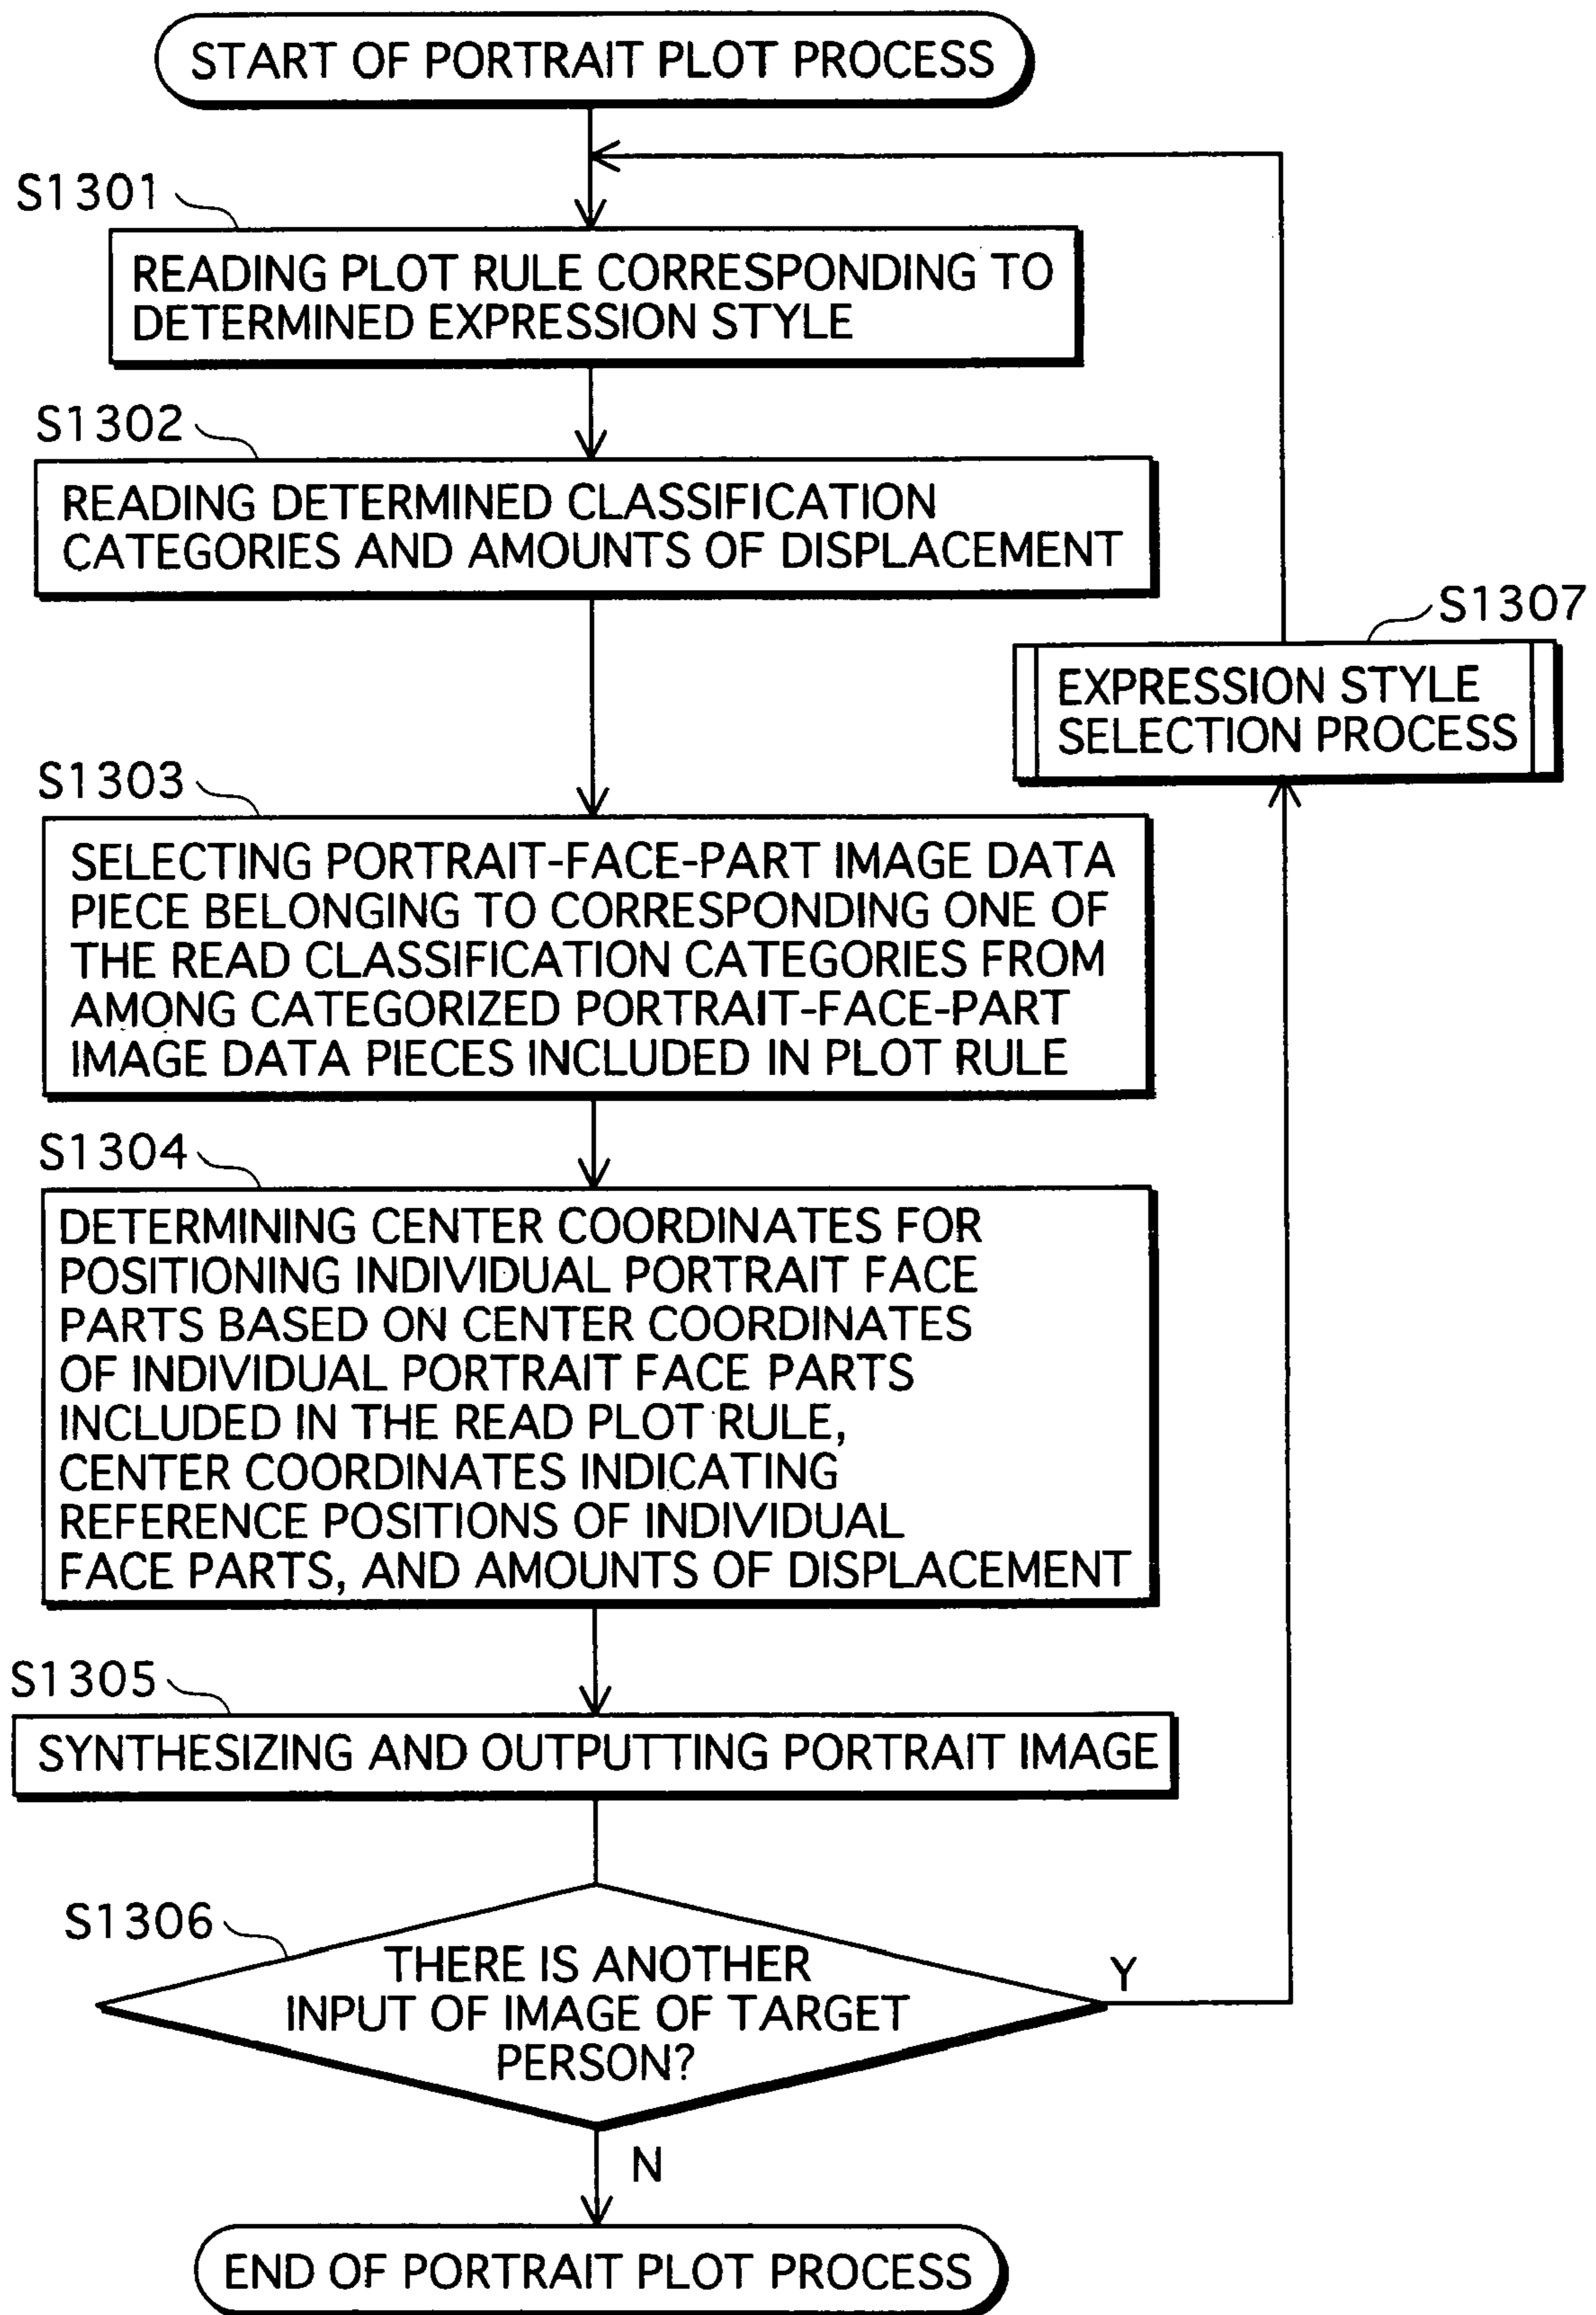 START OF PORTRAIT PLOT PROCESS
S1301
READING PLOT RULE CORRESPONDING TO
DETERMINED EXPRESSION STYLE
S1302
READING DETERMINED CLASSIFICATION
CATEGORIES AND AMOUNTS OF DISPLACEMENT
S1307
EXPRESSION STYLE
SELECTION PROCESS
S1303
SELECTING PORTRAIT-FACE-PART IMAGE DATA
PIECE BELONGING TO CORRESPONDING ONE OF
THE READ CLASSIFICATION CATEGORIES FROM
AMONG CATEGORIZED PORTRAIT-FACE-PART
IMAGE DATA PIECES INCLUDED IN PLOT RULE
S1304
DETERMINING CENTER COORDINATES FOR
POSITIONING INDIVIDUAL PORTRAIT FACE
PARTS BASED ON CENTER COORDINATES
OF INDIVIDUAL PORTRAIT FACE PARTS
INCLUDED IN THE READ PLOT RULE,
CENTER COORDINATES INDICATING
REFERENCE POSITIONS OF INDIVIDUAL
FACE PARTS, AND AMOUNTS OF DISPLACEMENT
S1305
SYNTHESIZING AND OUTPUTTING PORTRAIT IMAGE
S1306
THERE IS ANOTHER
INPUT OF IMAGE OF TARGET
PERSON?
Y
N
END OF PORTRAIT PLOT PROCESS